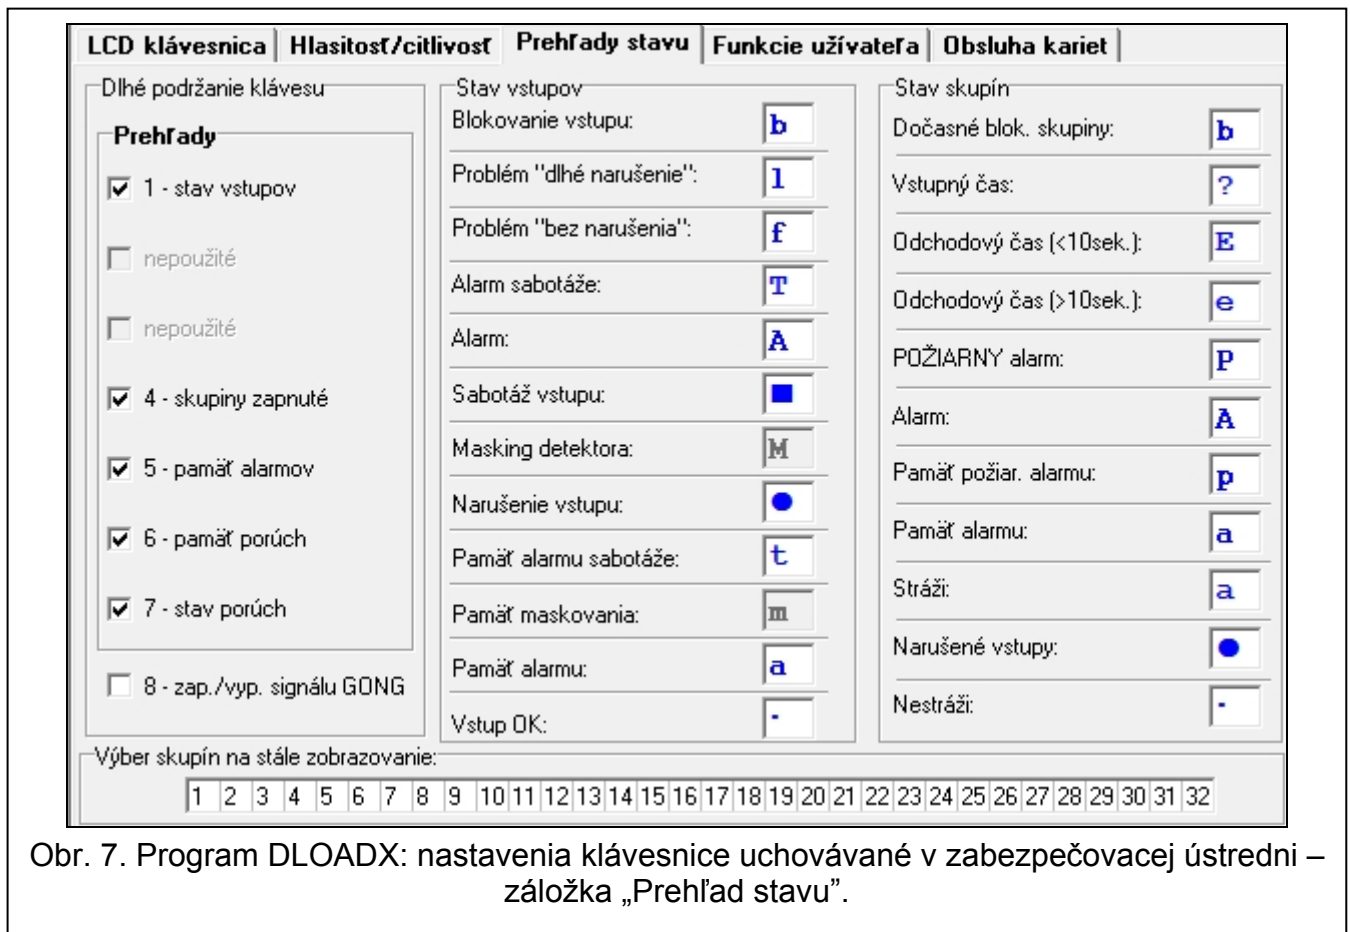 LCD klávesnica Hlasitosť/citlivosť Prehľady stavu Funkcie užívateľa Obsluha kariet
Dlhé podržanie klávesu
Prehľady
1 - stav vstupov
nepoužité
nepoužité
4 - skupiny zapnuté
5 - pamäť alarmov
6 - pamäť porúch
7 - stav porúch
8 - zap./vyp. signálu GONG
Stav vstupov
Blokovanie vstupu: b
Problém "dlhé narušenie": l
Problém "bez narušenia": f
Alarm sabotáže: T
Alarm: A
Sabotáž vstupu: ■
Masking detektora: M
Narušenie vstupu: ●
Pamäť alarmu sabotáže: t
Pamäť maskovania: m
Pamäť alarmu: a
Vstup OK: ·
Stav skupín
Dočasné blok. skupiny: b
Vstupný čas: ?
Odchodový čas (<10sek.): E
Odchodový čas (>10sek.): e
POŽIARNY alarm: P
Alarm: A
Pamäť požiar. alarmu: p
Pamäť alarmu: a
Stráži: a
Narušené vstupy: ●
Nestráži: ·
Výber skupín na stále zobrazovanie:
1 2 3 4 5 6 7 8 9 10 11 12 13 14 15 16 17 18 19 20 21 22 23 24 25 26 27 28 29 30 31 32
Obr. 7. Program DLOADX: nastavenia klávesnice uchovávané v zabezpečovacej ústredni –
záložka „Prehľad stavu”.